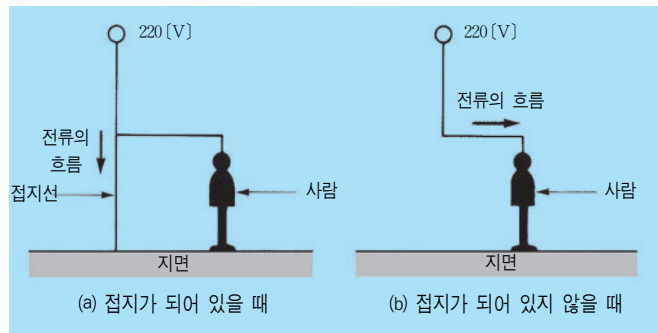 220〔V〕
전류의
흐름
접지선
사람
지면
(a) 접지가 되어 있을 때
220〔V〕
전류의 흐름
사람
지면
(b) 접지가 되어 있지 않을 때